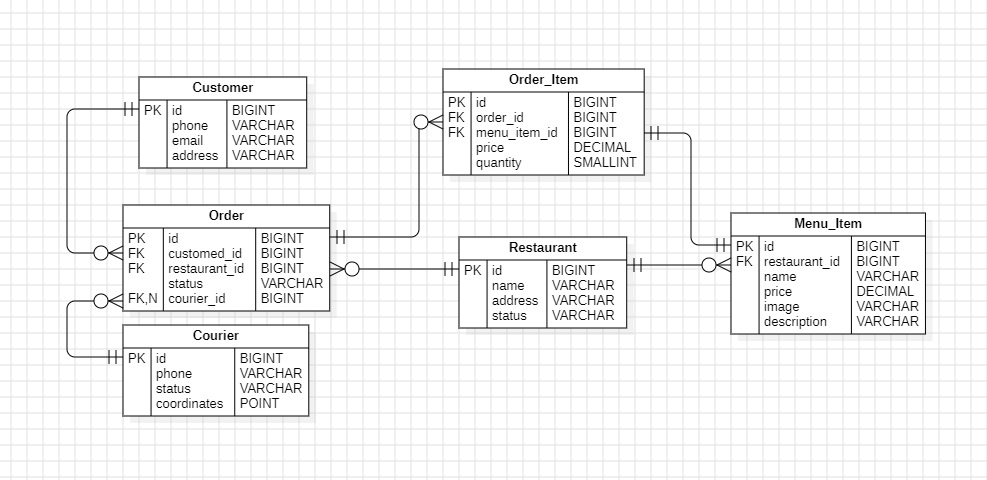 Customer
PK id BIGINT
phone VARCHAR
email VARCHAR
address VARCHAR
Order_Item
PK id BIGINT
FK order_id BIGINT
FK menu_item_id BIGINT
price DECIMAL
quantity SMALLINT
Order
PK id BIGINT
FK customed_id BIGINT
FK restaurant_id BIGINT
status VARCHAR
FK,N courier_id BIGINT
Restaurant
PK id BIGINT
name VARCHAR
address VARCHAR
status VARCHAR
Menu_Item
PK id BIGINT
FK restaurant_id BIGINT
name VARCHAR
price DECIMAL
image VARCHAR
description VARCHAR
Courier
PK id BIGINT
phone VARCHAR
status VARCHAR
coordinates POINT